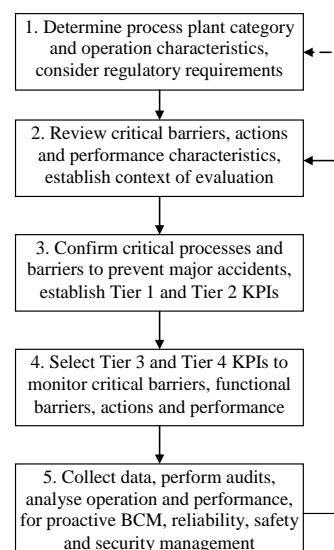 1. Determine process plant category
and operation characteristics,
consider regulatory requirements
2. Review critical barriers, actions
and performance characteristics,
establish context of evaluation
3. Confirm critical processes and
barriers to prevent major accidents,
establish Tier 1 and Tier 2 KPIs
4. Select Tier 3 and Tier 4 KPIs to
monitor critical barriers, functional
barriers, actions and performance
5. Collect data, perform audits,
analyse operation and performance,
for proactive BCM, reliability, safety
and security management